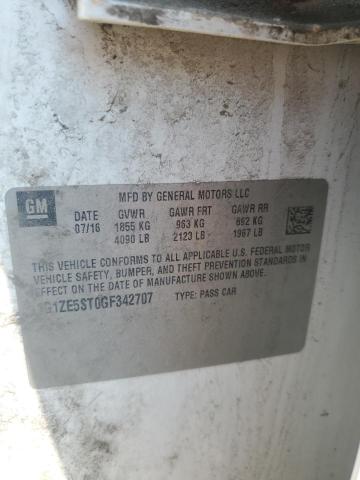 GM
MFD BY GENERAL MOTORS LLC
DATE GVWR GAWR FRT GAWR RR
07/16 1855 KG 963 KG 892 KG
4090 LB 2123 LB 1967 LB
THIS VEHICLE CONFORMS TO ALL APPLICABLE U.S. FEDERAL MOTOR
VEHICLE SAFETY, BUMPER, AND THEFT PREVENTION STANDARDS IN
EFFECT ON THE DATE OF MANUFACTURE SHOWN ABOVE.
1G1ZE5ST0GF342707 TYPE: PASS CAR